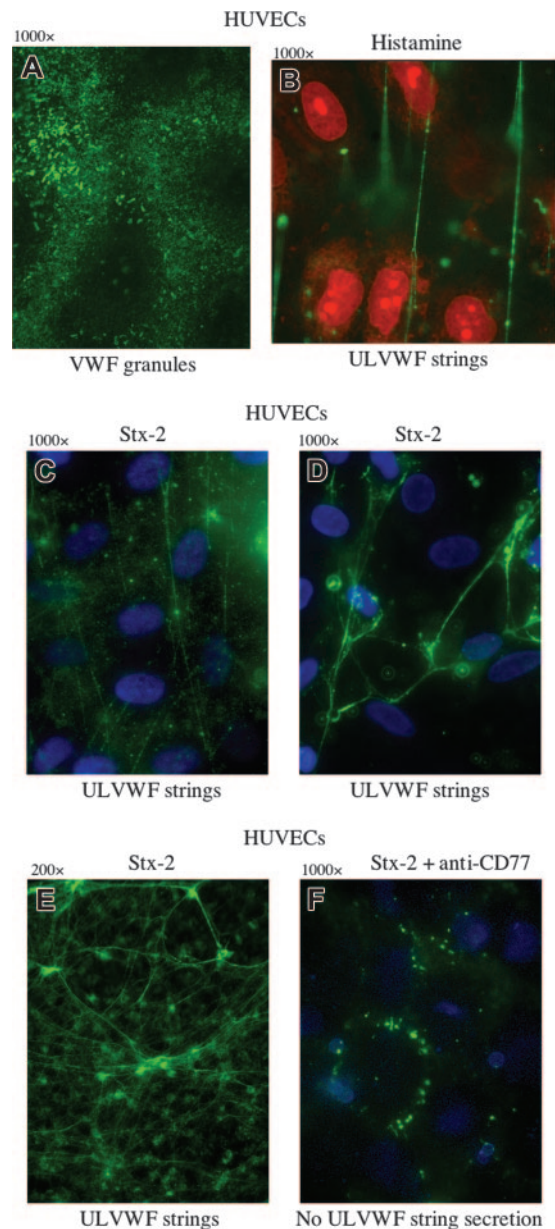 HUVECs
1000×
Histamine
A
B
VWF granules
ULVWF strings
HUVECs
1000×
Stx-2
1000×
Stx-2
C
D
ULVWF strings
ULVWF strings
HUVECs
200×
Stx-2
1000×
Stx-2 + anti-CD77
E
F
ULVWF strings
No ULVWF string secretion